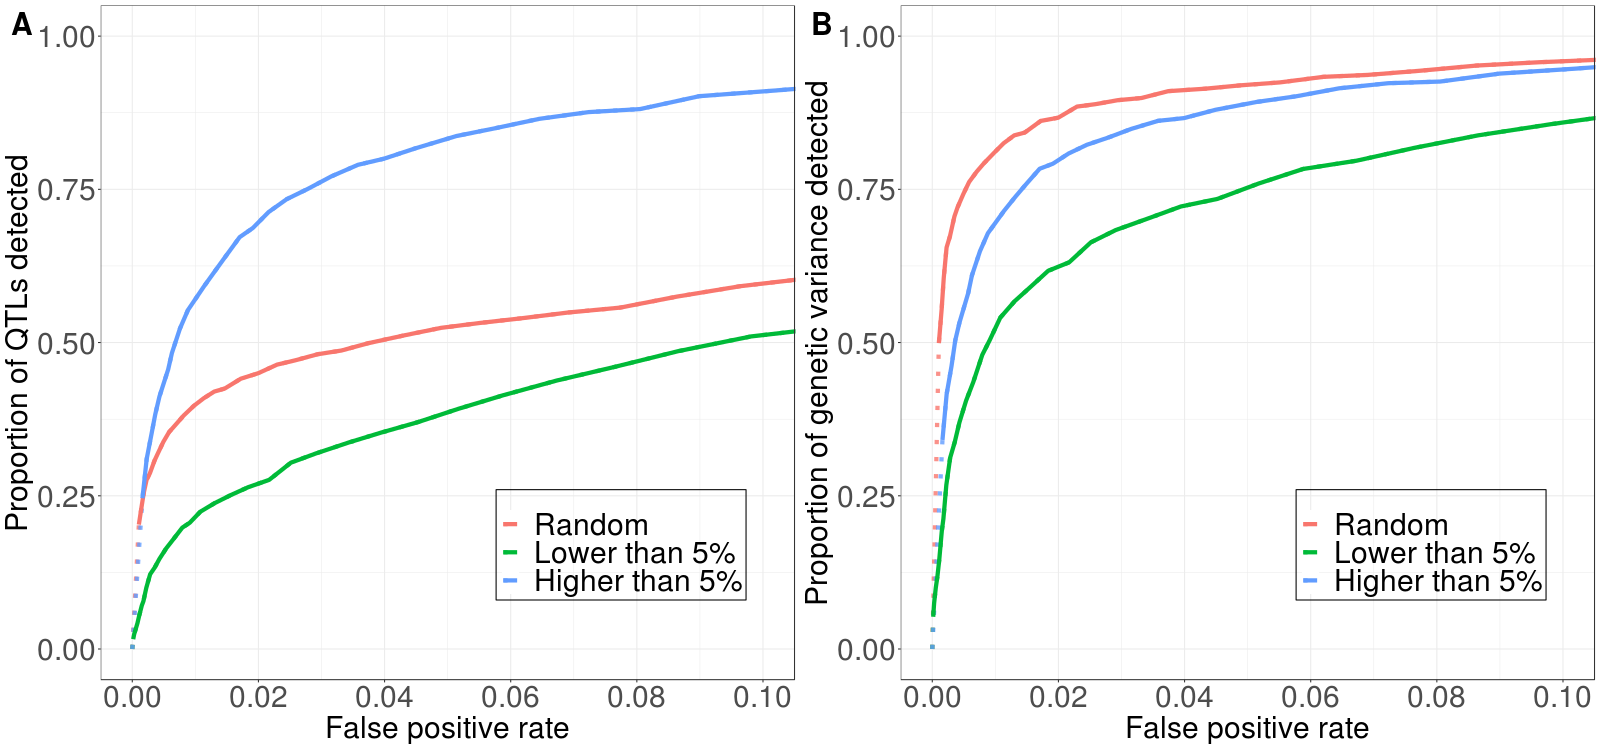 A
1.00
0.75
0.50
0.25
0.00
Proportion of QTLs detected
Random
Lower than 5%
Higher than 5%
0.00 0.02 0.04 0.06 0.08 0.10
False positive rate
B
1.00
0.75
0.50
0.25
0.00
Proportion of genetic variance detected
Random
Lower than 5%
Higher than 5%
0.00 0.02 0.04 0.06 0.08 0.10
False positive rate